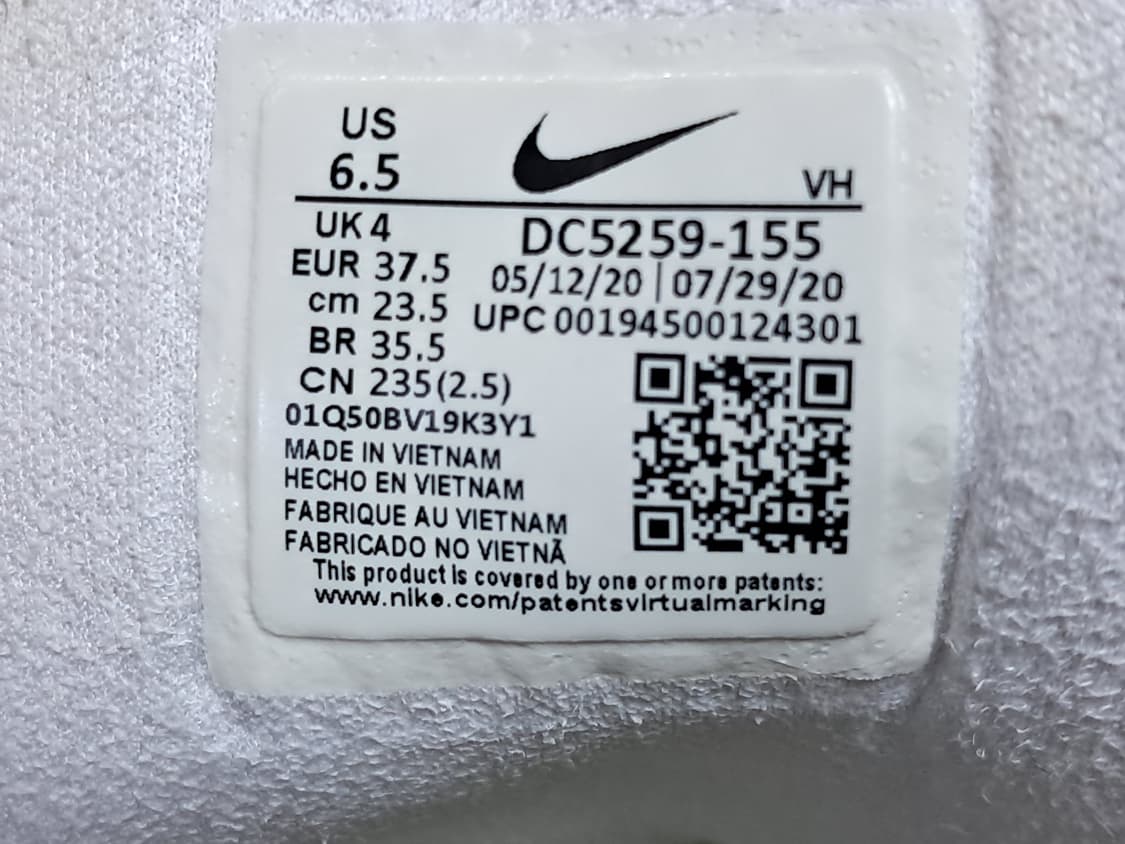 US
6.5
VH
UK 4
EUR 37.5
cm 23.5
BR 35.5
CN 235(2.5)
DC5259-155
05/12/20 | 07/29/20
UPC 00194500124301
01Q50BV19K3Y1
MADE IN VIETNAM
HECHO EN VIETNAM
FABRIQUE AU VIETNAM
FABRICADO NO VIETNÃ
This product is covered by one or more patents:
www.nike.com/patentsvirtualmarking